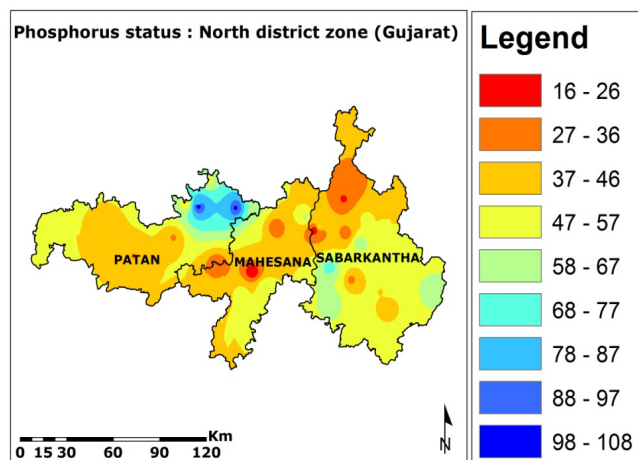 Phosphorus status : North district zone (Gujarat)
PATAN
MAHESANA
SABARKANTHA
Km
0 15 30 60 90 120
N
Legend
16 - 26
27 - 36
37 - 46
47 - 57
58 - 67
68 - 77
78 - 87
88 - 97
98 - 108